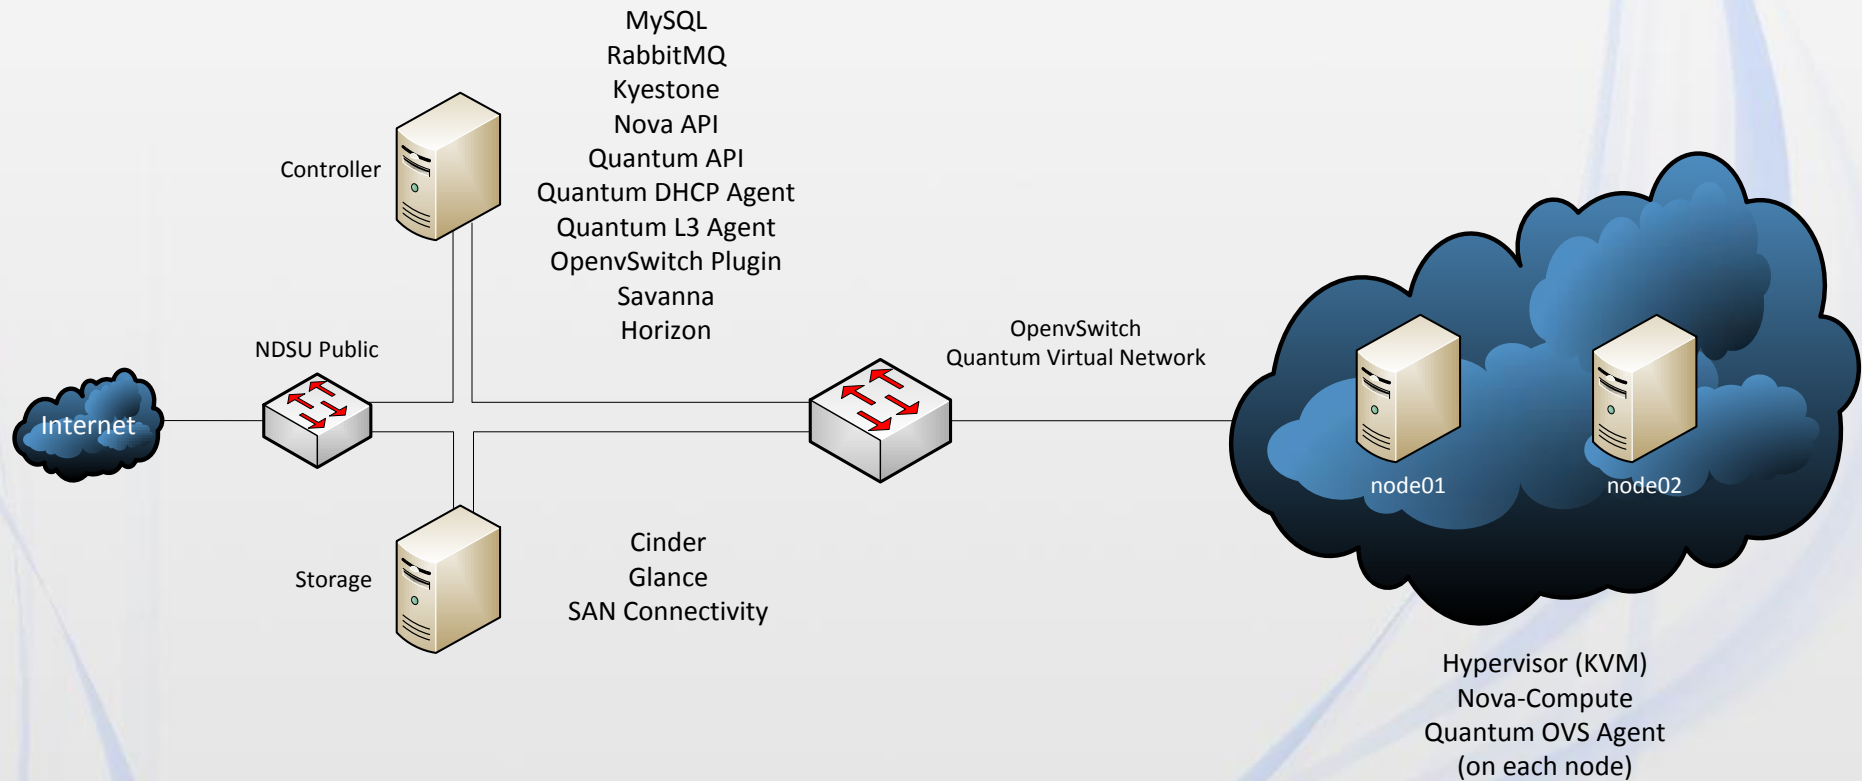 MySQL
RabbitMQ
Kyestone
Nova API
Quantum API
Quantum DHCP Agent
Quantum L3 Agent
OpenvSwitch Plugin
Savanna
Horizon
Controller
NDSU Public
OpenvSwitch
Quantum Virtual Network
Internet
node01
node02
Storage
Cinder
Glance
SAN Connectivity
Hypervisor (KVM)
Nova-Compute
Quantum OVS Agent
(on each node)